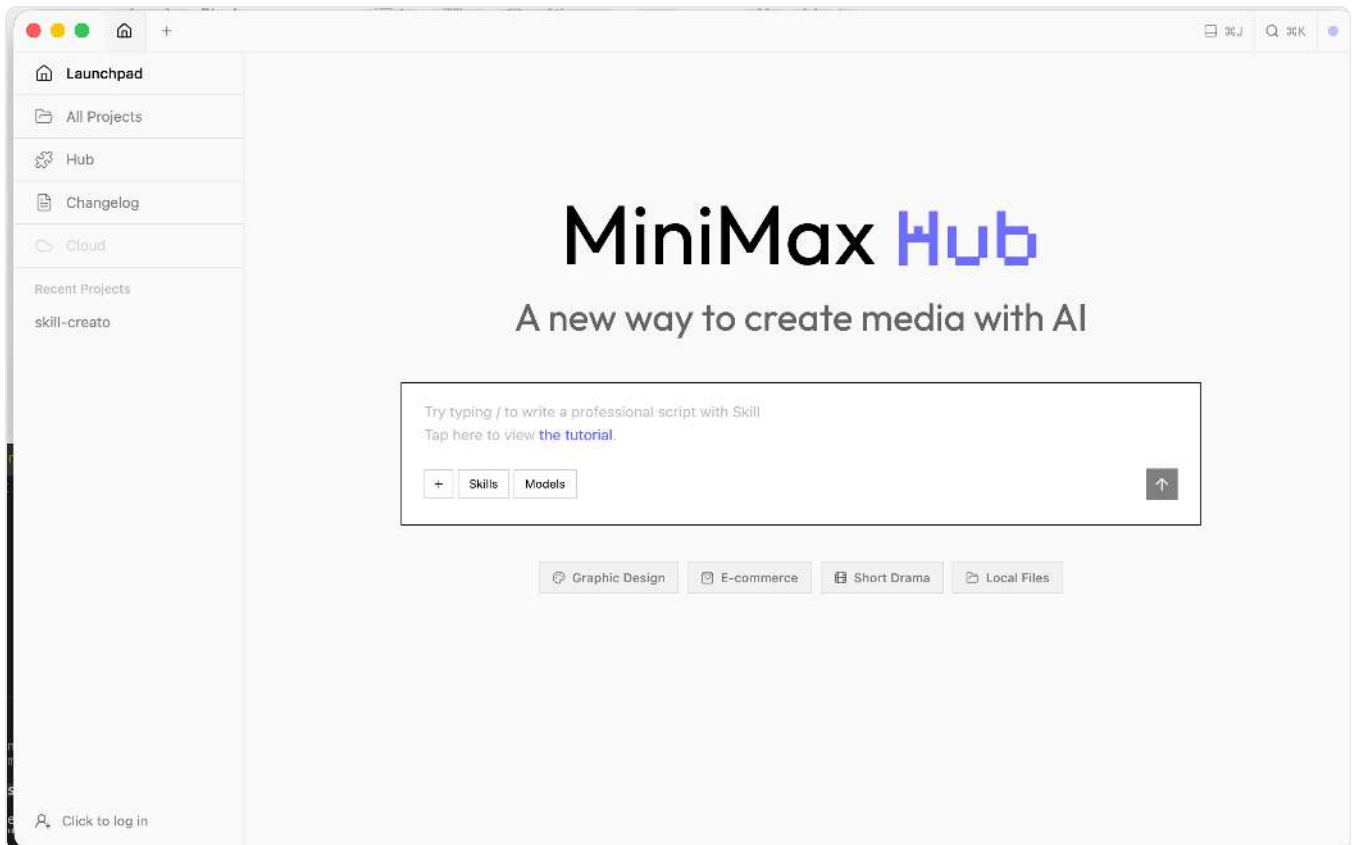 ⌘J
⌘K
Launchpad
All Projects
Hub
Changelog
Cloud
Recent Projects
skill-creato
Click to log in
MiniMax Hub
A new way to create media with AI
Try typing / to write a professional script with Skill
Tap here to view the tutorial.
+ Skills Models
Graphic Design E-commerce Short Drama Local Files